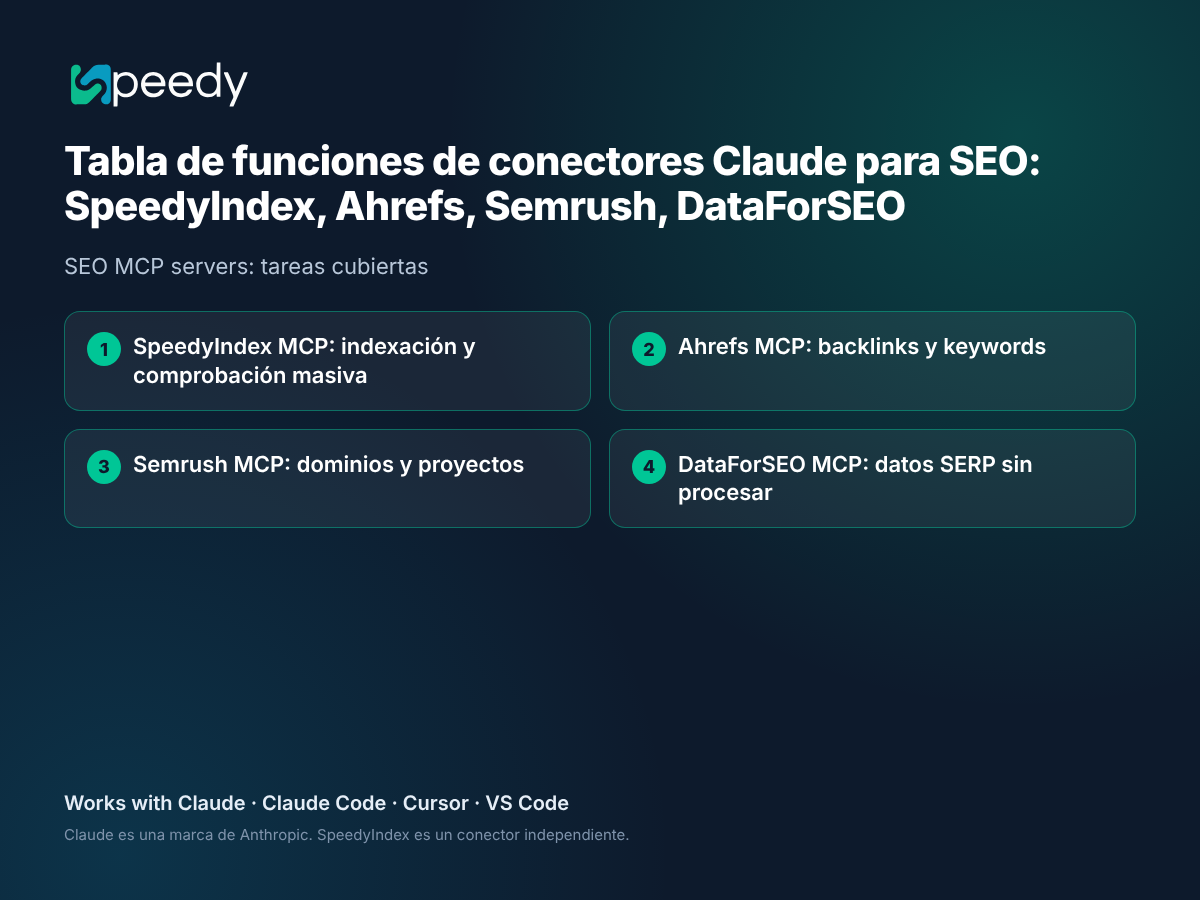 Speedy
Tabla de funciones de conectores Claude para SEO:
SpeedyIndex, Ahrefs, Semrush, DataForSEO
SEO MCP servers: tareas cubiertas
1 SpeedyIndex MCP: indexación y
comprobación masiva
2 Ahrefs MCP: backlinks y keywords
3 Semrush MCP: dominios y proyectos
4 DataForSEO MCP: datos SERP sin
procesar
Works with Claude · Claude Code · Cursor · VS Code
Claude es una marca de Anthropic. SpeedyIndex es un conector independiente.